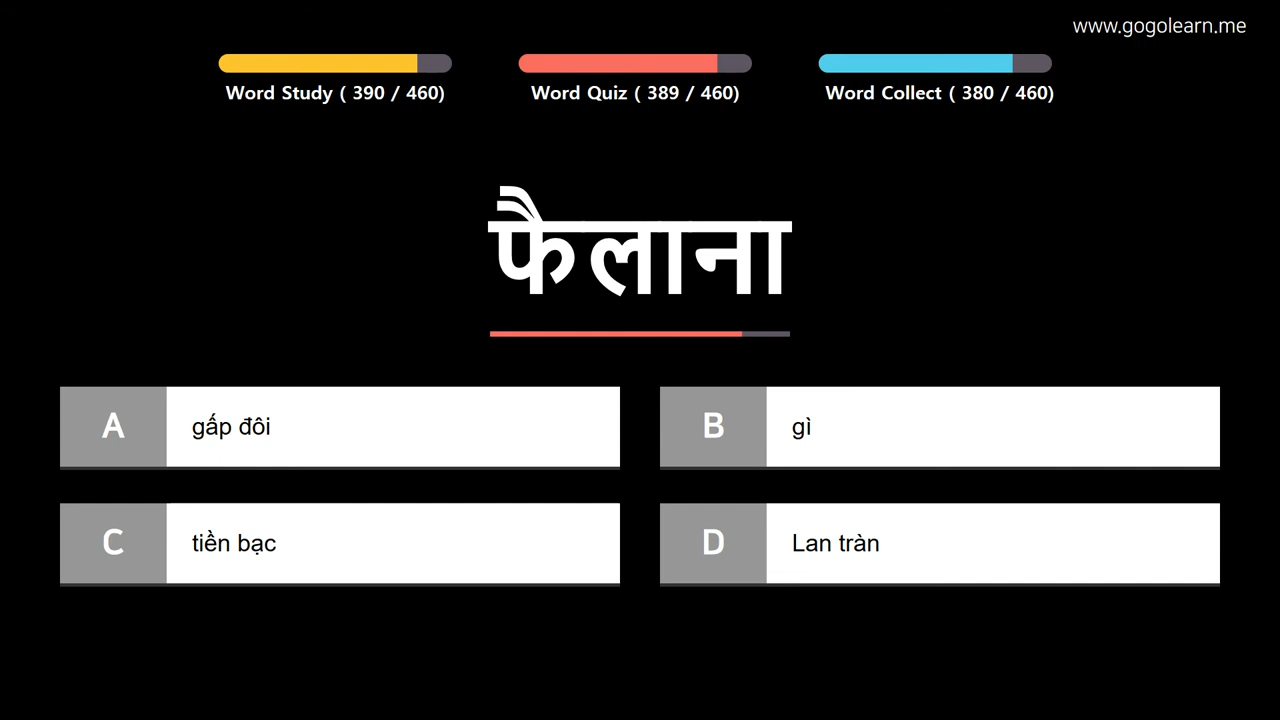 www.gogolearn.me
Word Study ( 390 / 460)
Word Quiz ( 389 / 460)
Word Collect ( 380 / 460)
फैलाना
A
gấp đôi
B
gì
C
tiền bạc
D
Lan tràn